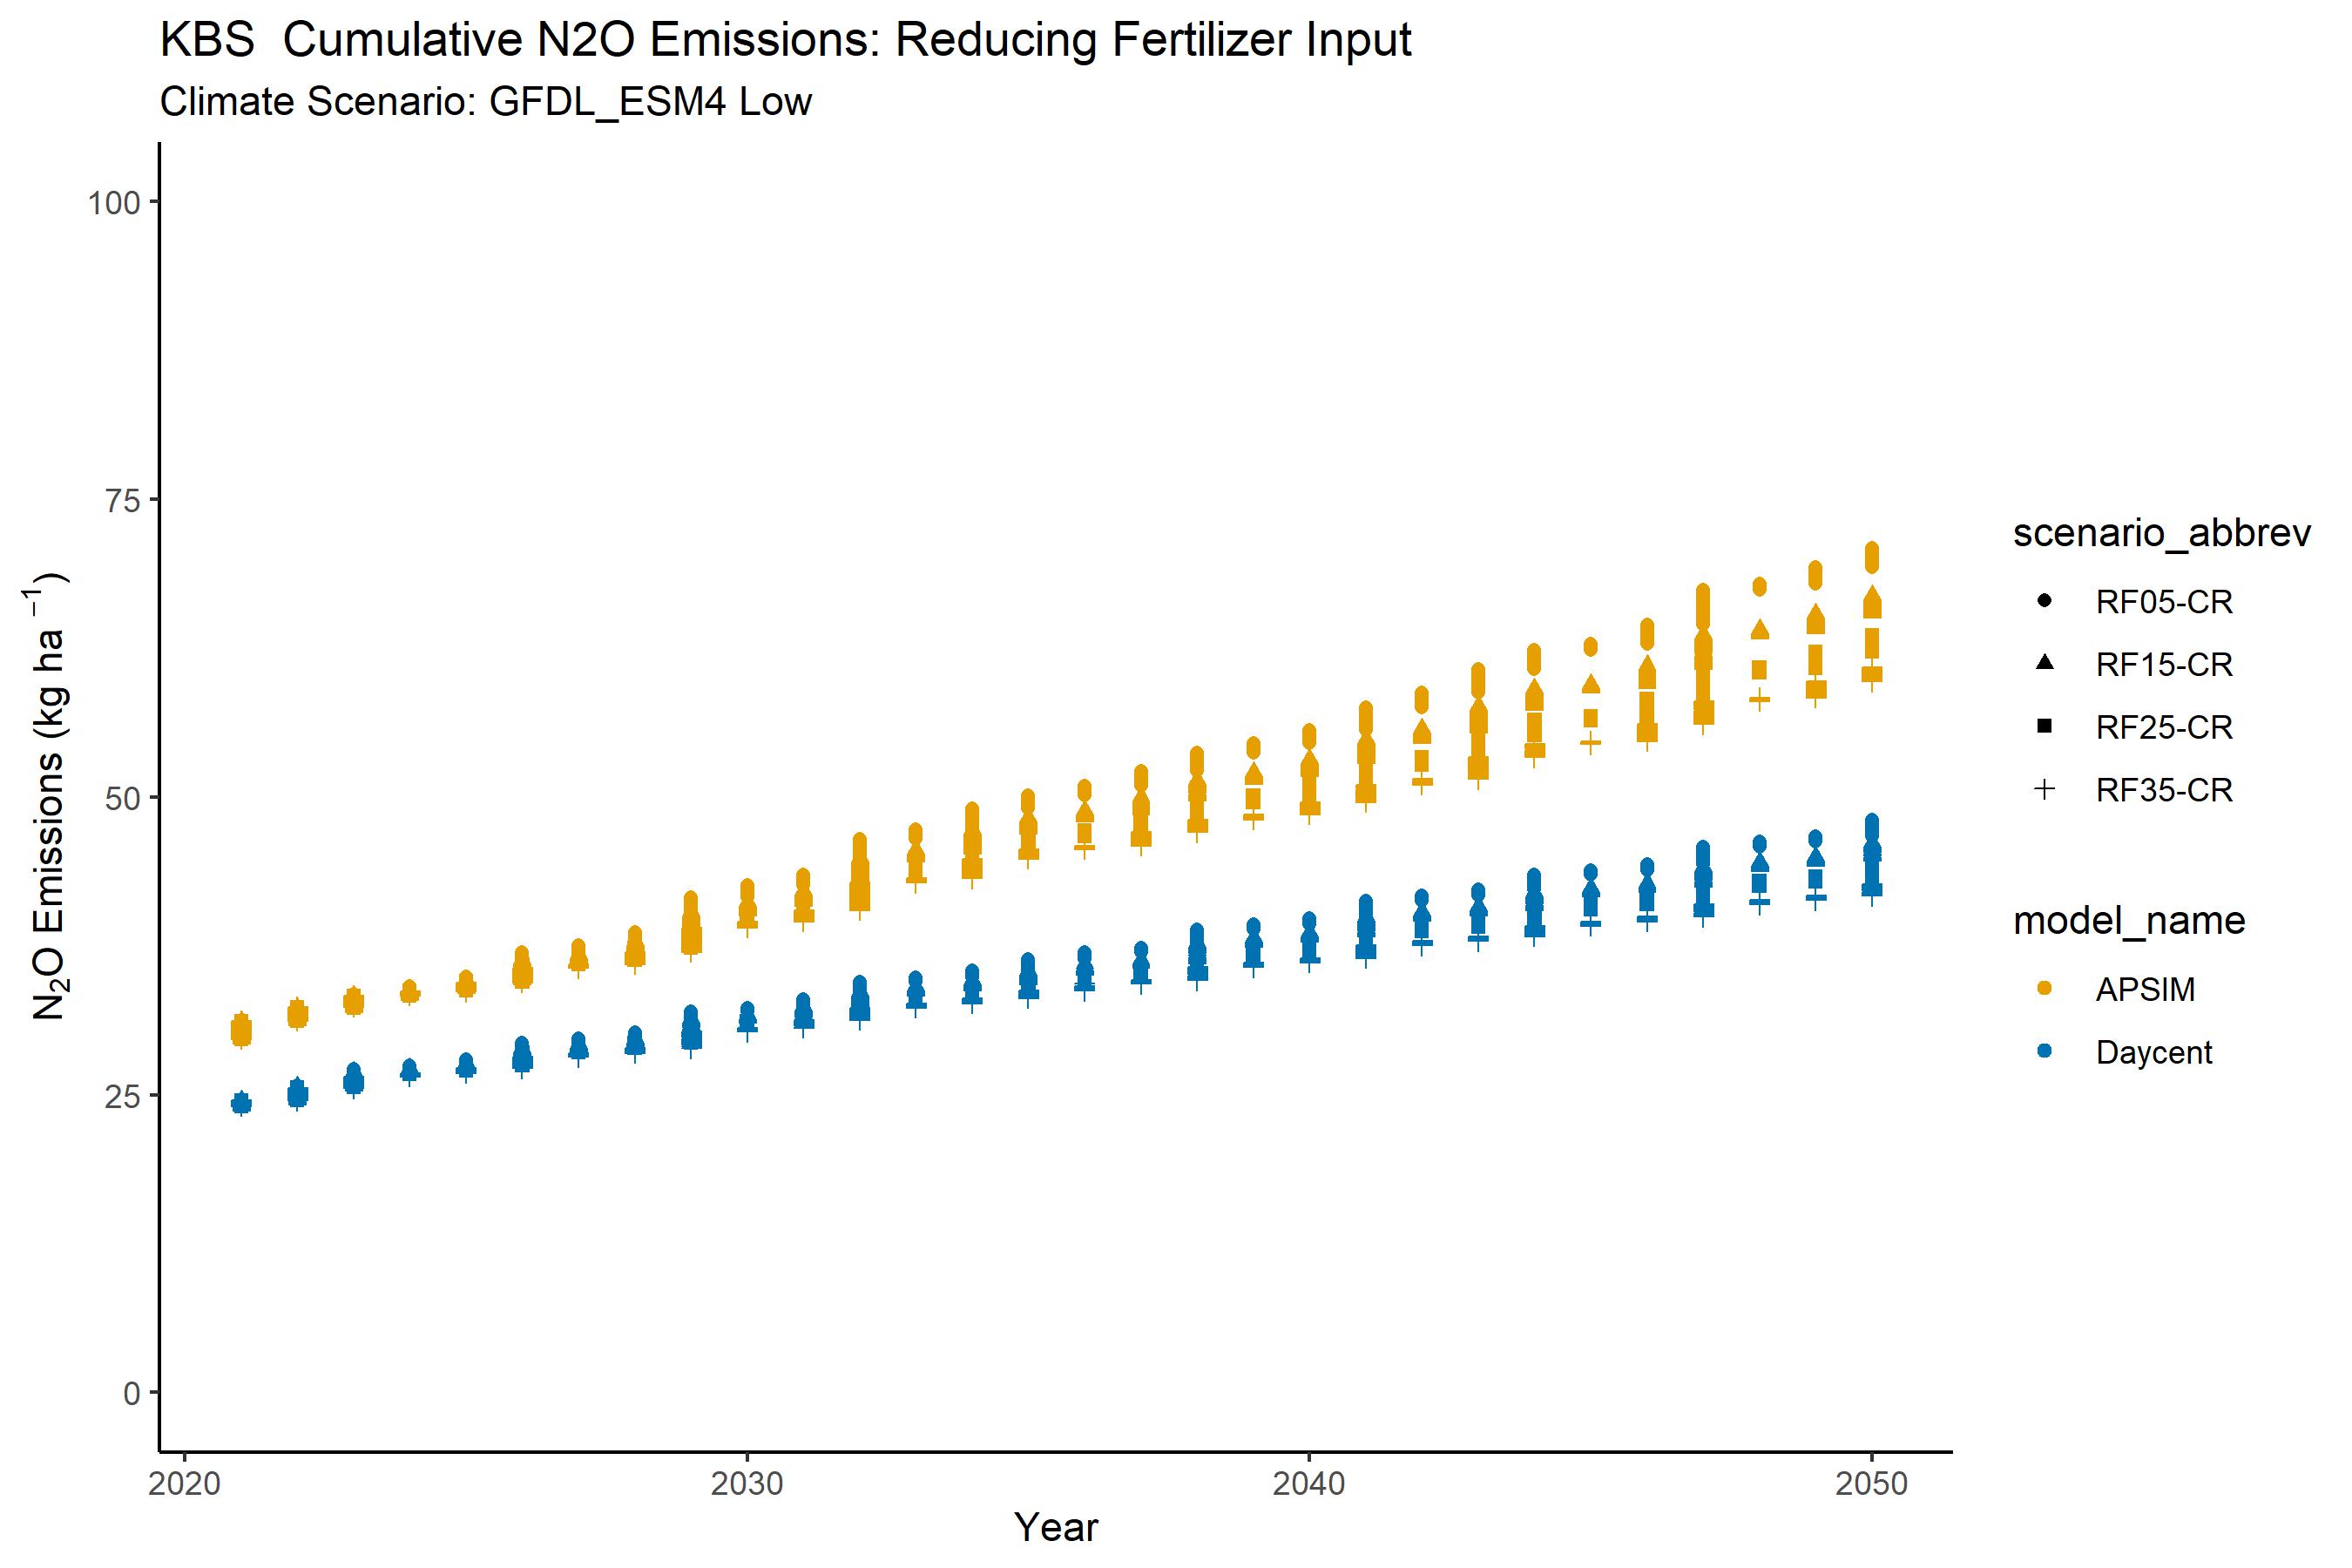 KBS  Cumulative N2O Emissions: Reducing Fertilizer Input
Climate Scenario: GFDL_ESM4 Low
N₂O Emissions (kg ha ⁻¹)
100
75
50
25
0
2020
2030
2040
2050
Year
scenario_abbrev
RF05-CR
RF15-CR
RF25-CR
RF35-CR
model_name
APSIM
Daycent